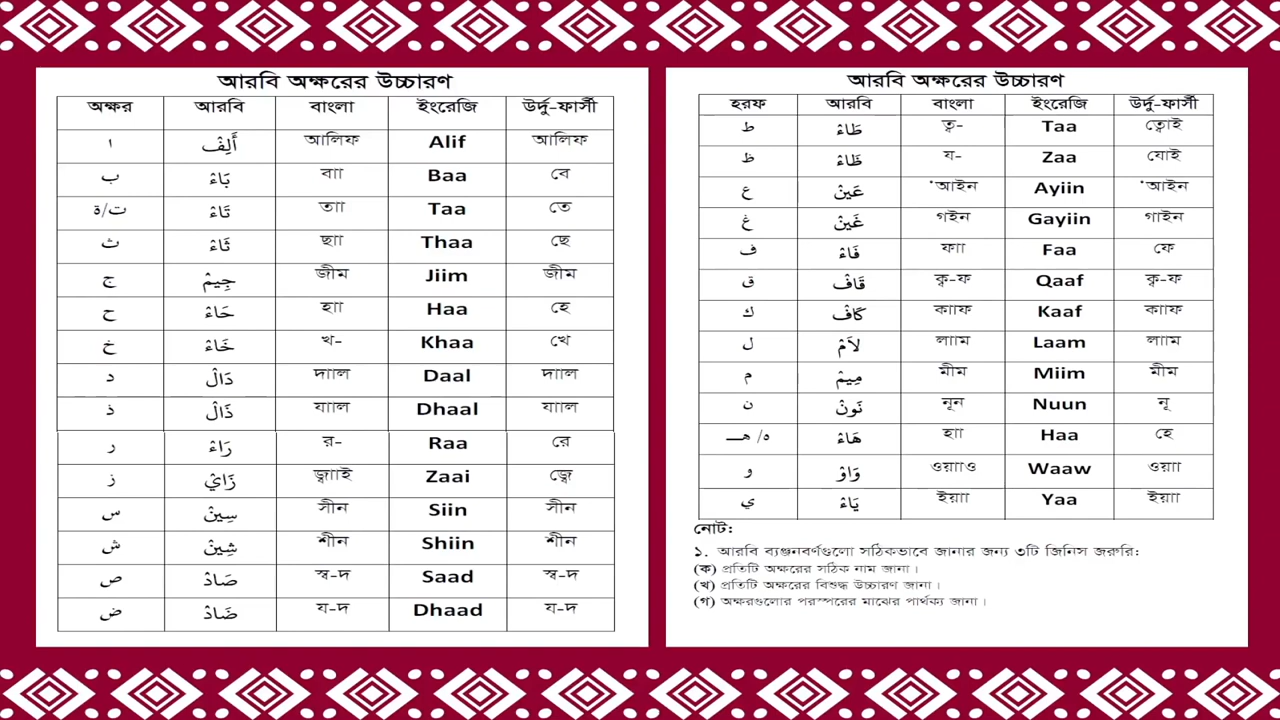 আরবি অক্ষরের উচ্চারণ
অক্ষর আরবি বাংলা ইংরেজি উর্দু-ফার্সী
ا أَلِفْ আলিফ Alif আলিফ
ب بَاءْ বাা Baa বে
ت/ة تَاءْ তাা Taa তে
ث ثَاءْ ছাা Thaa ছে
ج جِيمْ জীম Jiim জীম
ح حَاءْ হাা Haa হে
خ خَاءْ খ- Khaa খে
د دَالْ দাাল Daal দাাল
ذ ذَالْ যাাল Dhaal যাাল
ر رَاءْ র- Raa রে
ز زَايْ জ্বাাই Zaai জ্বে
س سِينْ সীন Siin সীন
ش شِينْ শীন Shiin শীন
ص صَادْ স্ব-দ Saad স্ব-দ
ض ضَادْ য-দ Dhaad য-দ
আরবি অক্ষরের উচ্চারণ
হরফ আরবি বাংলা ইংরেজি উর্দু-ফার্সী
ط طَاءْ ত্ব- Taa ত্বোই
ظ ظَاءْ য- Zaa যোই
ع عَينْ ‘আইন Ayiin ‘আইন
غ غَينْ গইন Gayiin গাইন
ف فَاءْ ফাা Faa ফে
ق قَافْ ক্ব-ফ Qaaf ক্ব-ফ
ك كَافْ কাাফ Kaaf কাাফ
ل لاَمْ লাাম Laam লাাম
م مِيمْ মীম Miim মীম
ن نَونْ নূন Nuun নূ
ه/ هـ هَاءْ হাা Haa হে
و وَاوْ ওয়াাও Waaw ওয়াা
ي يَاءْ ইয়াা Yaa ইয়াা
নোট:
১. আরবি ব্যঞ্জনবর্ণগুলো সঠিকভাবে জানার জন্য ৩টি জিনিস জরুরি:
(ক) প্রতিটি অক্ষরের সঠিক নাম জানা।
(খ) প্রতিটি অক্ষরের বিশুদ্ধ উচ্চারণ জানা।
(গ) অক্ষরগুলোর পরস্পরের মাঝের পার্থক্য জানা।